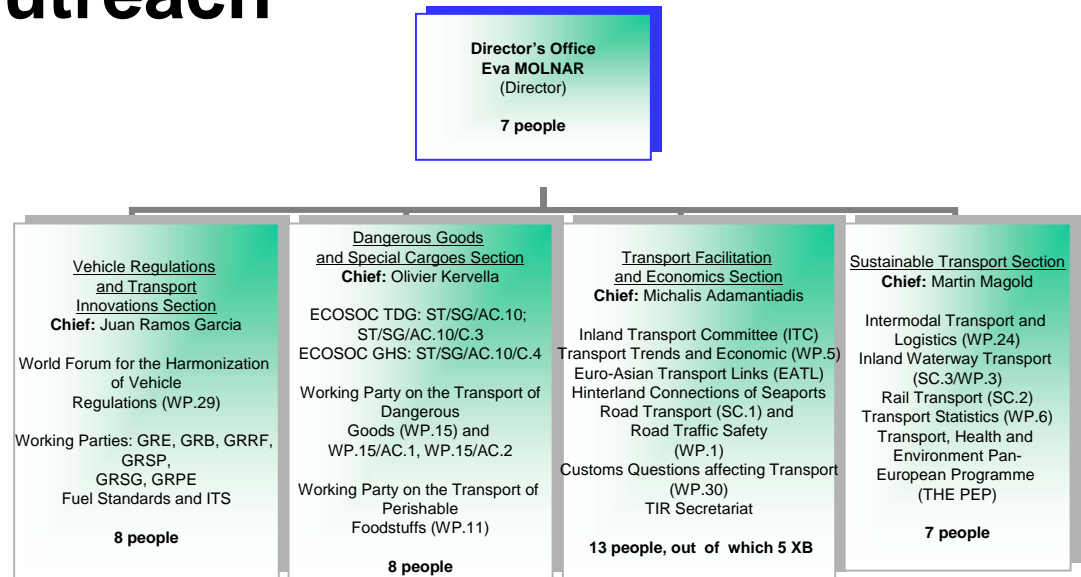 utreach
Director's Office
Eva MOLNAR
(Director)
7 people
Vehicle Regulations
and Transport
Innovations Section
Chief: Juan Ramos Garcia
World Forum for the Harmonization
of Vehicle
Regulations (WP.29)
Working Parties: GRE, GRB, GRRF,
GRSP,
GRSG, GRPE
Fuel Standards and ITS
8 people
Dangerous Goods
and Special Cargoes Section
Chief: Olivier Kervella
ECOSOC TDG: ST/SG/AC.10;
ST/SG/AC.10/C.3
ECOSOC GHS: ST/SG/AC.10/C.4
Working Party on the Transport of
Dangerous
Goods (WP.15) and
WP.15/AC.1, WP.15/AC.2
Working Party on the Transport of
Perishable
Foodstuffs (WP.11)
8 people
Transport Facilitation
and Economics Section
Chief: Michalis Adamantiadis
Inland Transport Committee (ITC)
Transport Trends and Economic (WP.5)
Euro-Asian Transport Links (EATL)
Hinterland Connections of Seaports
Road Transport (SC.1) and
Road Traffic Safety
(WP.1)
Customs Questions affecting Transport
(WP.30)
TIR Secretariat
13 people, out of which 5 XB
Sustainable Transport Section
Chief: Martin Magold
Intermodal Transport and
Logistics (WP.24)
Inland Waterway Transport
(SC.3/WP.3)
Rail Transport (SC.2)
Transport Statistics (WP.6)
Transport, Health and
Environment Pan-
European Programme
(THE PEP)
7 people